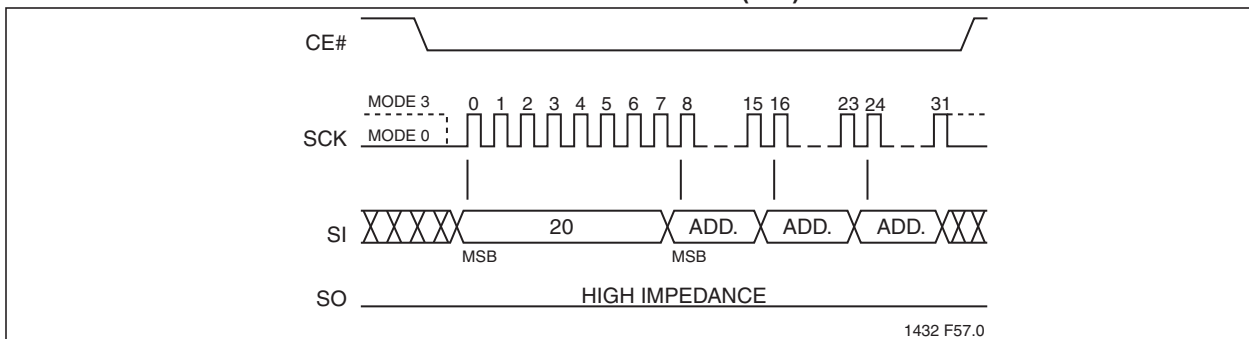 CE#
MODE 3
0 1 2 3 4 5 6 7 8 15 16 23 24 31
SCK
MODE 0
SI
20 ADD. ADD. ADD.
MSB MSB
SO
HIGH IMPEDANCE
1432 F57.0